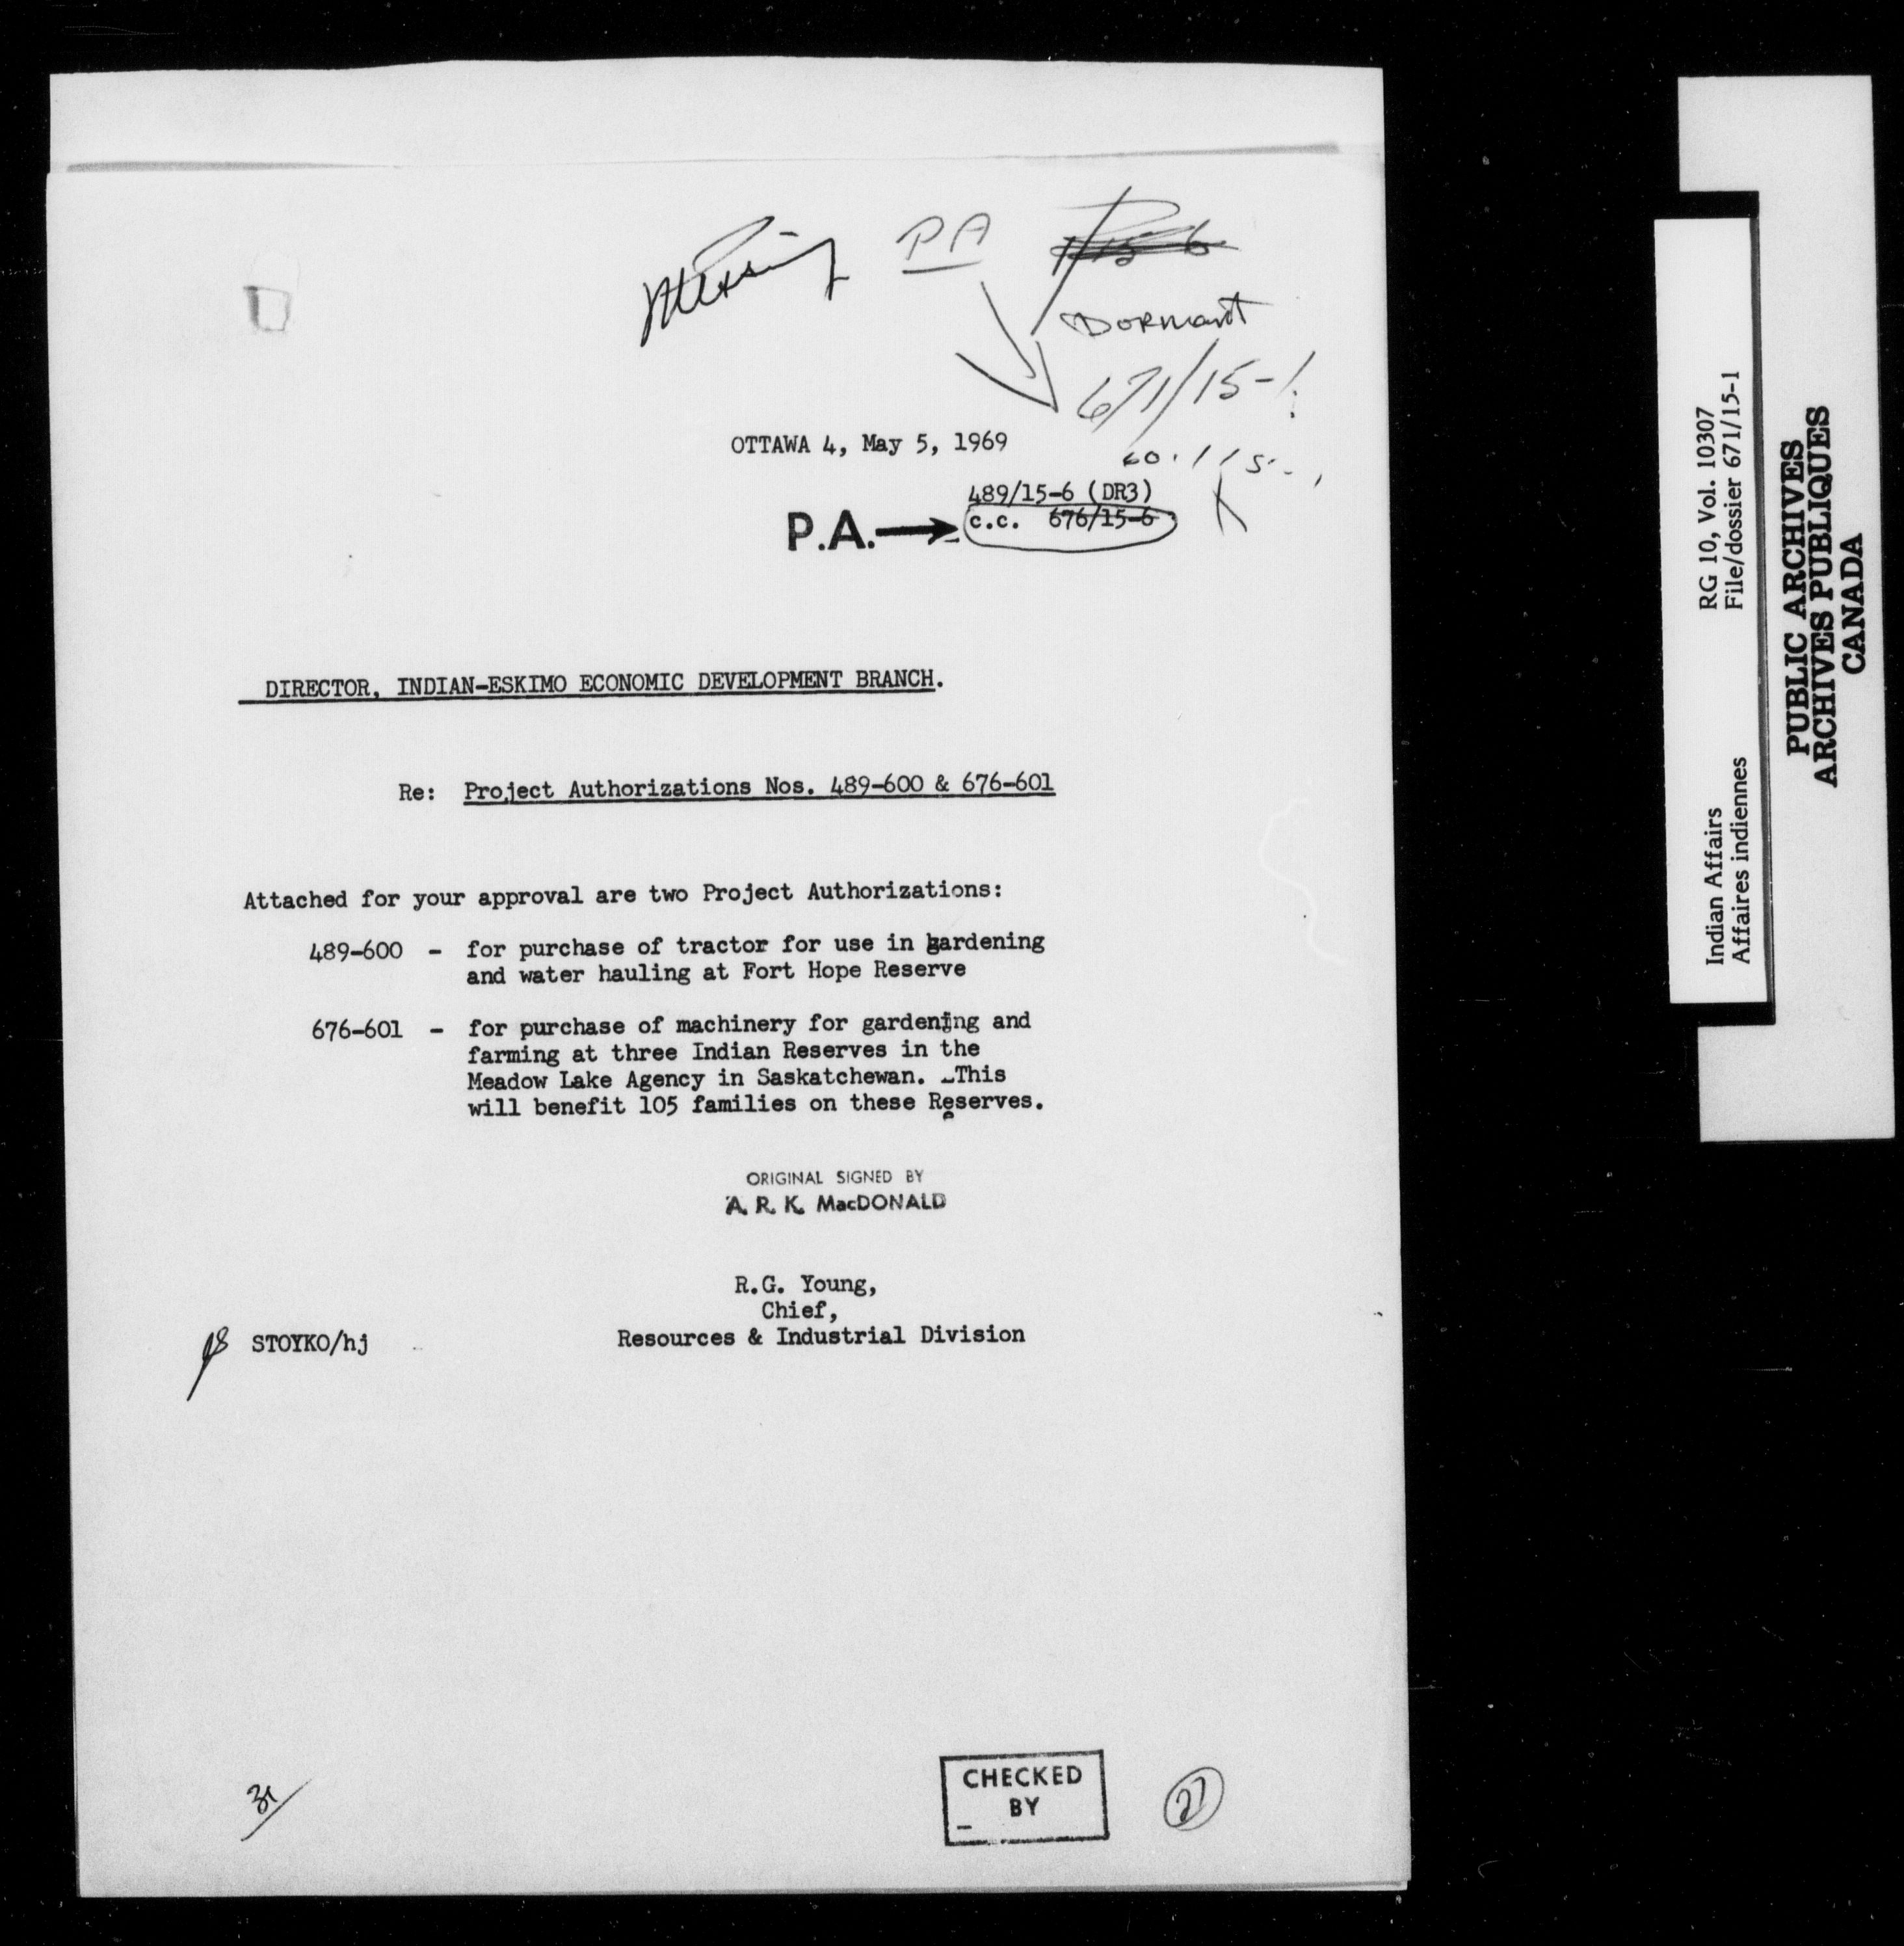 PA
Dormant
671/15-1
OTTAWA 4, May 5, 1969
489/15-6 (DR3)
P.A. → c.c. 676/15-6
DIRECTOR, INDIAN-ESKIMO ECONOMIC DEVELOPMENT BRANCH.
Re: Project Authorizations Nos. 489-600 & 676-601
Attached for your approval are two Project Authorizations:
489-600 - for purchase of tractor for use in gardening
and water hauling at Fort Hope Reserve
676-601 - for purchase of machinery for gardening and
farming at three Indian Reserves in the
Meadow Lake Agency in Saskatchewan. This
will benefit 105 families on these Reserves.
ORIGINAL SIGNED BY
A. R. K. MacDONALD
R.G. Young,
Chief,
Resources & Industrial Division
STOYKO/hj
CHECKED
BY
27
Indian Affairs RG 10, Vol. 10307
Affaires indiennes File/dossier 671/15-1
PUBLIC ARCHIVES
ARCHIVES PUBLIQUES
CANADA